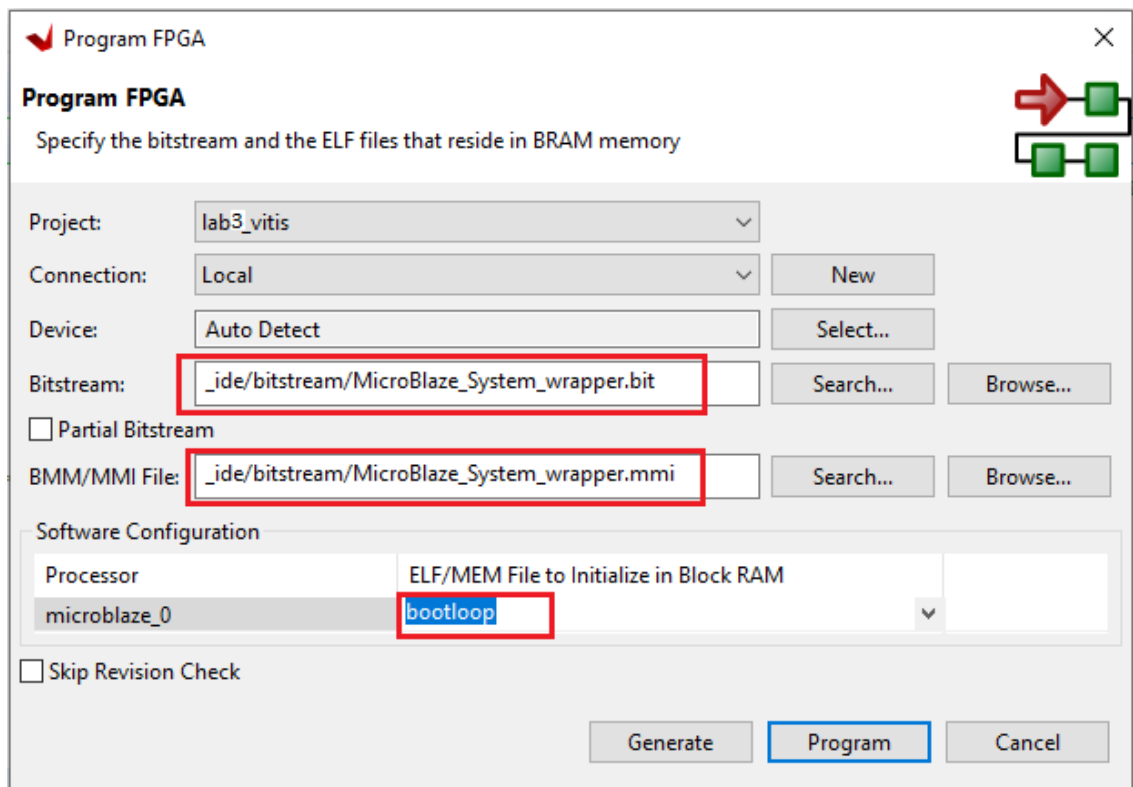 Program FPGA
Program FPGA
Specify the bitstream and the ELF files that reside in BRAM memory
Project: lab3_vitis
Connection: Local New
Device: Auto Detect Select...
Bitstream: _ide/bitstream/MicroBlaze_System_wrapper.bit Search... Browse...
Partial Bitstream
BMM/MMI File: _ide/bitstream/MicroBlaze_System_wrapper.mmi Search... Browse...
Software Configuration
Processor ELF/MEM File to Initialize in Block RAM
microblaze_0 bootloop
Skip Revision Check
Generate Program Cancel